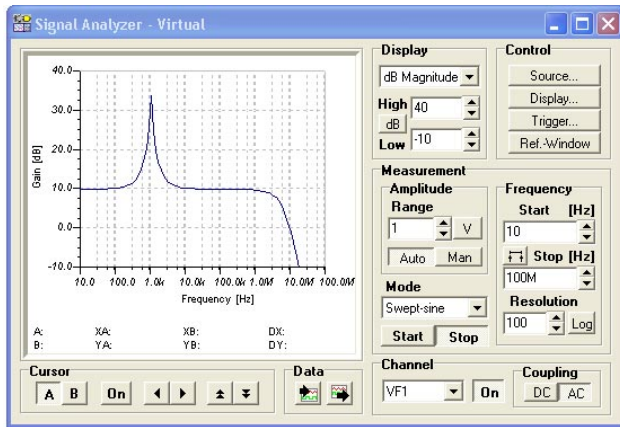 Signal Analyzer - Virtual
40.0
30.0
20.0
10.0
0.0
-10.0
Gain [dB]
10.0 100.0 1.0k 10.0k 100.0k 1.0M 10.0M 100.0M
Frequency [Hz]
A: XA: XB: DX:
B: YA: YB: DY:
Cursor
A B On
Data
Display
dB Magnitude
High 40
dB
Low -10
Control
Source...
Display...
Trigger...
Ref.-Window
Measurement
Amplitude
Range
1 V
Auto Man
Mode
Swept-sine
Start Stop
Frequency
Start [Hz]
10
Stop [Hz]
100M
Resolution
100 Log
Channel
VF1 On
Coupling
DC AC